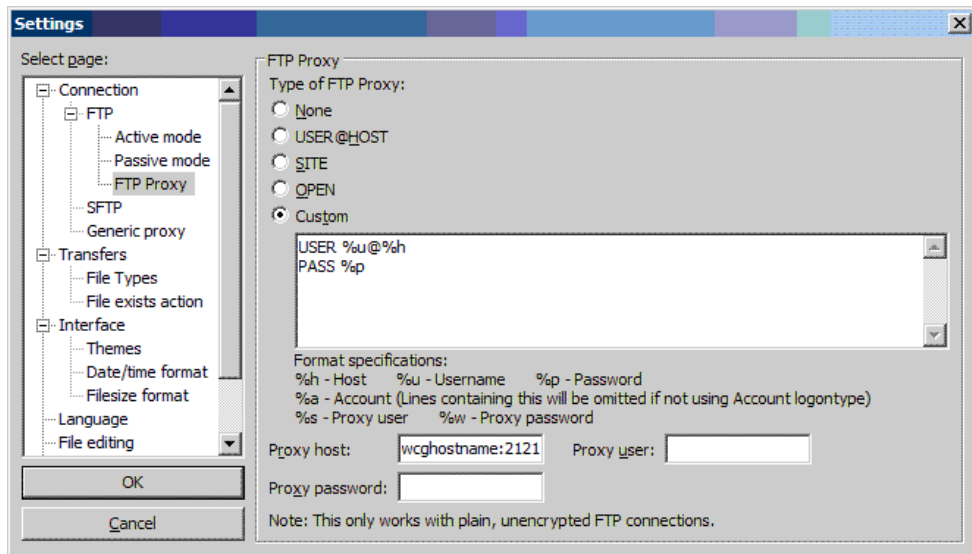 Settings
Select page:
Connection
FTP
Active mode
Passive mode
FTP Proxy
SFTP
Generic proxy
Transfers
File Types
File exists action
Interface
Themes
Date/time format
Filesize format
Language
File editing
OK
Cancel
FTP Proxy
Type of FTP Proxy:
None
USER@HOST
SITE
OPEN
Custom
USER %u@%h
PASS %p
Format specifications:
%h - Host %u - Username %p - Password
%a - Account (Lines containing this will be omitted if not using Account logontype)
%s - Proxy user %w - Proxy password
Proxy host: wcghostname:2121 Proxy user:
Proxy password:
Note: This only works with plain, unencrypted FTP connections.